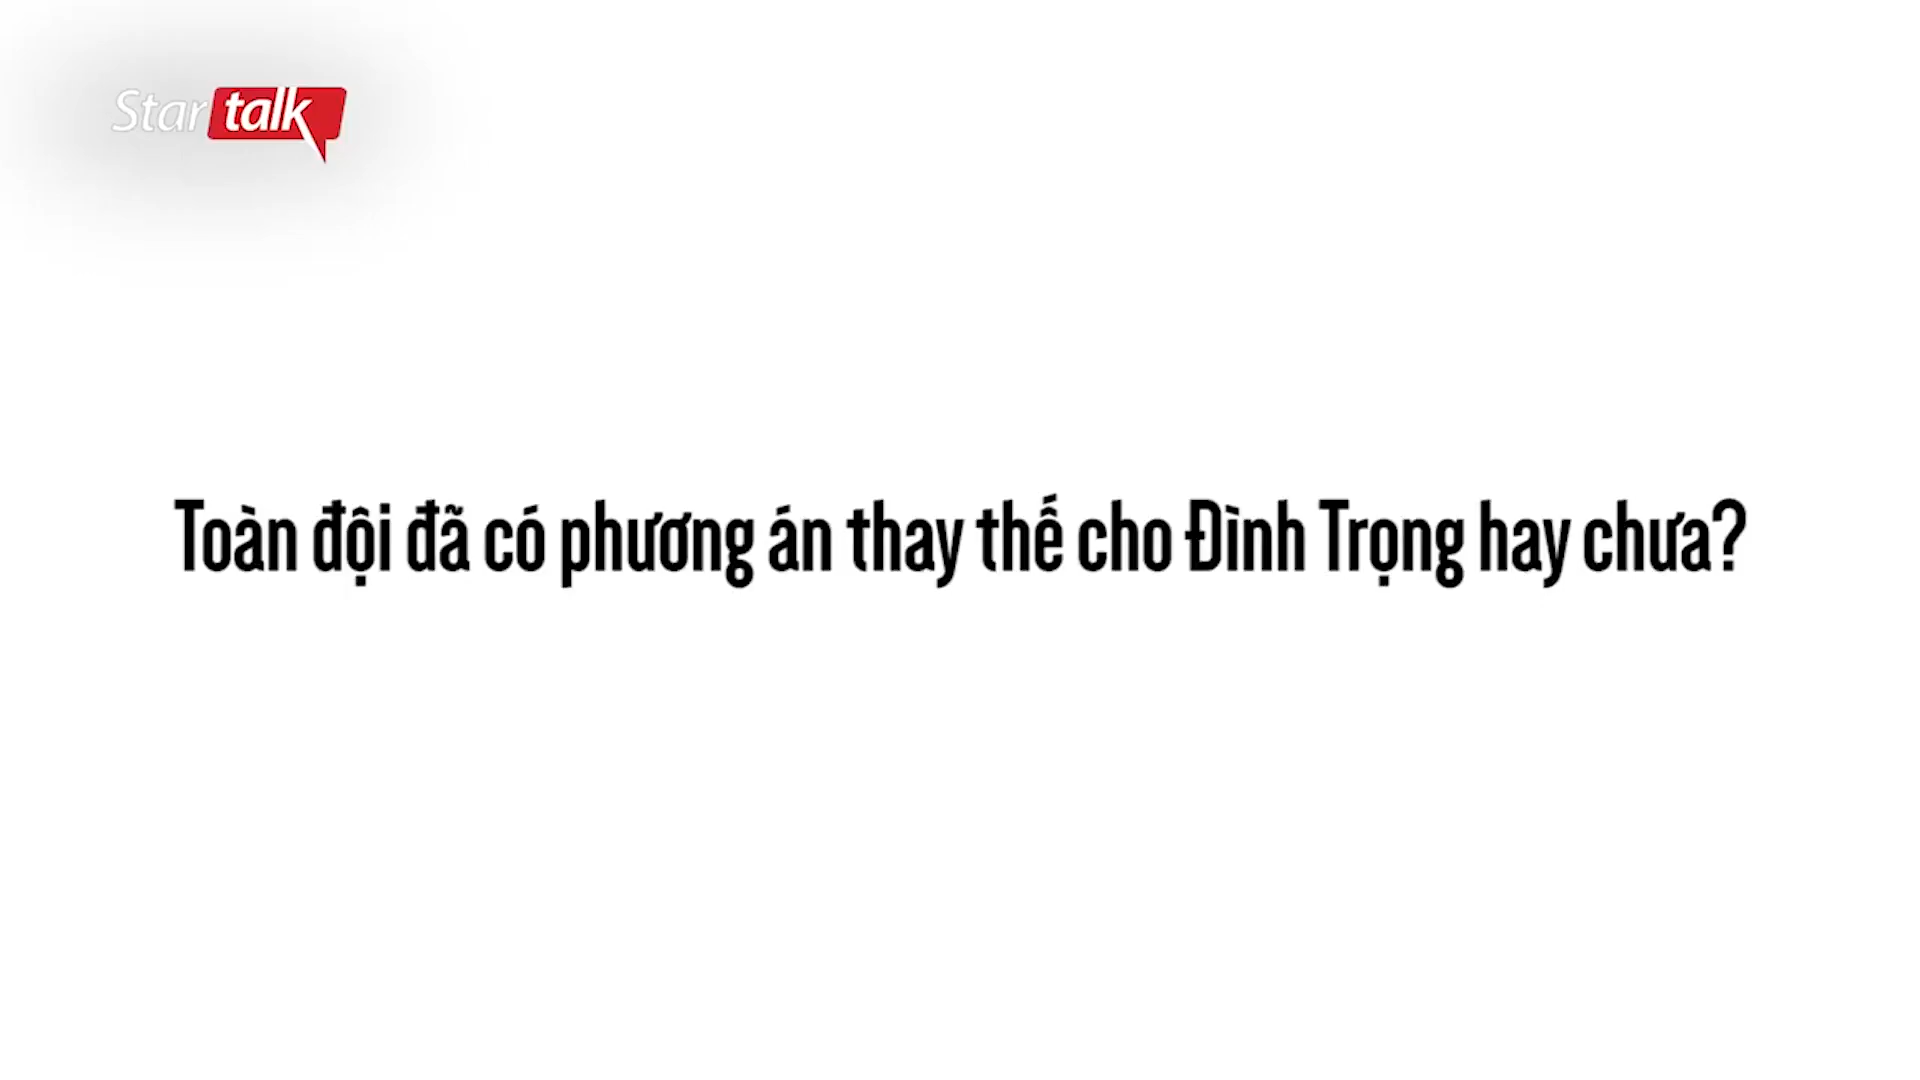 Star talk
Toàn đội đã có phương án thay thế cho Đình Trọng hay chưa?